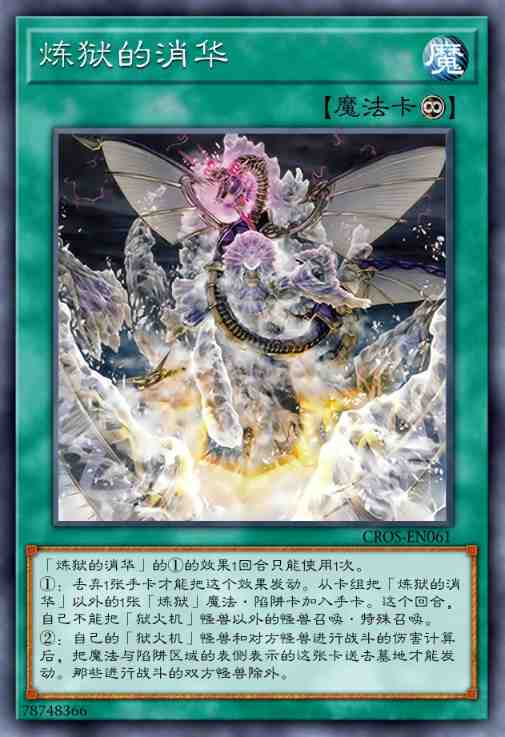 炼狱的消华
魔
【魔法卡】
CROS-EN061
「炼狱的消华」的①的效果1回合只能使用1次。
①：丢弃1张手卡才能把这个效果发动。从卡组把「炼狱的消
华」以外的1张「炼狱」魔法·陷阱卡加入手卡。这个回合，
自己不能把「狱火机」怪兽以外的怪兽召唤·特殊召唤。
②：自己的「狱火机」怪兽和对方怪兽进行战斗的伤害计算
后，把魔法与陷阱区域的表侧表示的这张卡送去墓地才能发
动。那些进行战斗的双方怪兽除外。
78748366